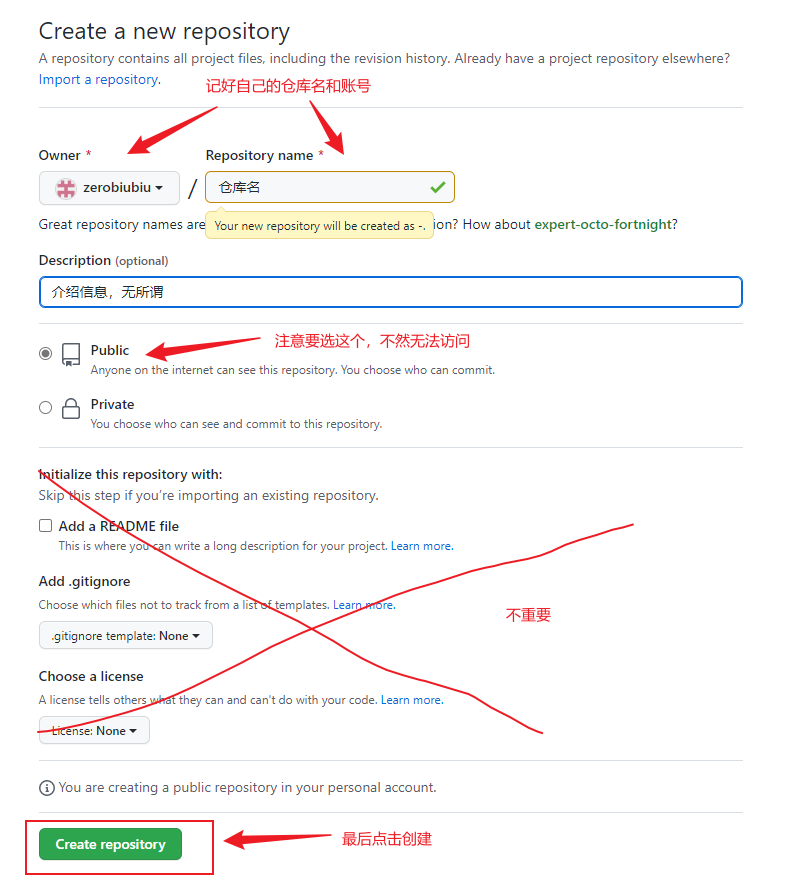 Create a new repository
A repository contains all project files, including the revision history. Already have a project repository elsewhere?
Import a repository.
记好自己的仓库名和账号
Owner *
Repository name *
zerobiubiu
/
仓库名
Great repository names are
Your new repository will be created as -.
ion? How about expert-octo-fortnight?
Description (optional)
介绍信息，无所谓
注意要选这个，不然无法访问
Public
Anyone on the internet can see this repository. You choose who can commit.
Private
You choose who can see and commit to this repository.
Initialize this repository with:
Skip this step if you're importing an existing repository.
Add a README file
This is where you can write a long description for your project. Learn more.
Add .gitignore
Choose which files not to track from a list of templates. Learn more.
不重要
.gitignore template: None
Choose a license
A license tells others what they can and can't do with your code. Learn more.
License: None
You are creating a public repository in your personal account.
Create repository
最后点击创建